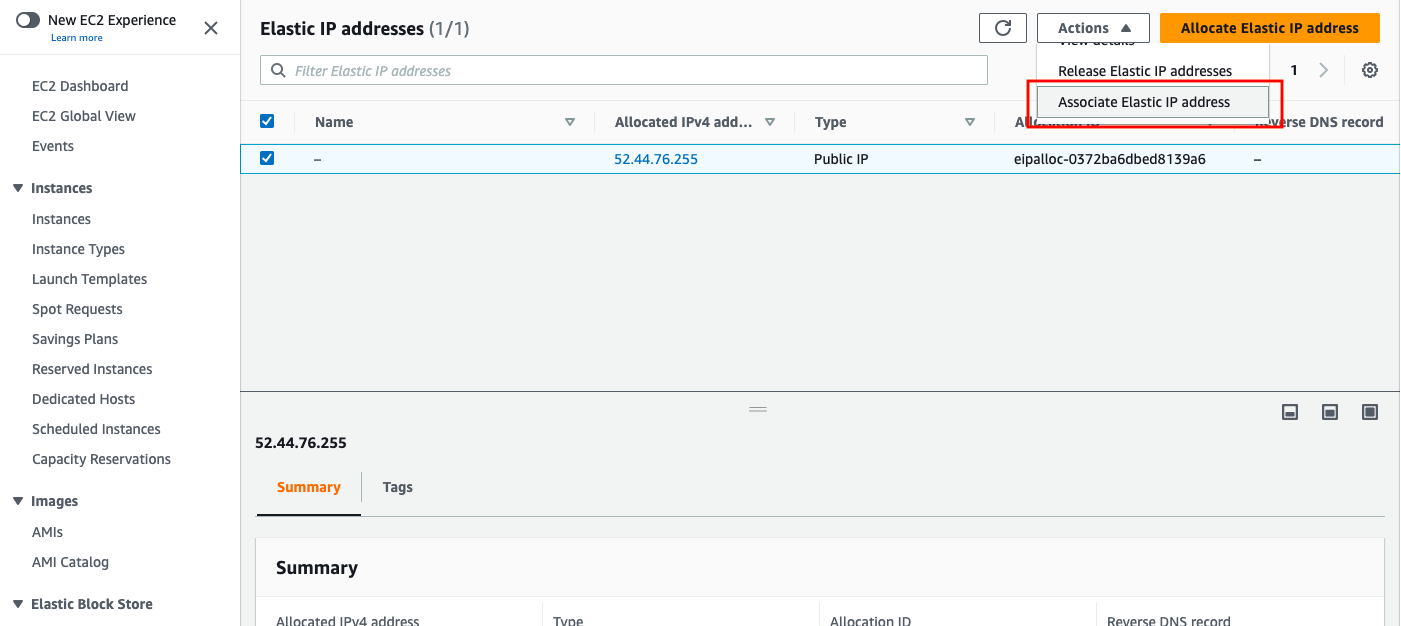 New EC2 Experience
Learn more
EC2 Dashboard
EC2 Global View
Events
Instances
Instances
Instance Types
Launch Templates
Spot Requests
Savings Plans
Reserved Instances
Dedicated Hosts
Scheduled Instances
Capacity Reservations
Images
AMIs
AMI Catalog
Elastic Block Store
Elastic IP addresses (1/1)
Actions
Allocate Elastic IP address
Filter Elastic IP addresses
View details
Release Elastic IP addresses
Associate Elastic IP address
1
Name
Allocated IPv4 add...
Type
Allocation ID
Reverse DNS record
–
52.44.76.255
Public IP
eipalloc-0372ba6dbed8139a6
–
52.44.76.255
Summary
Tags
Summary
Allocated IPv4 address
Type
Allocation ID
Reverse DNS record